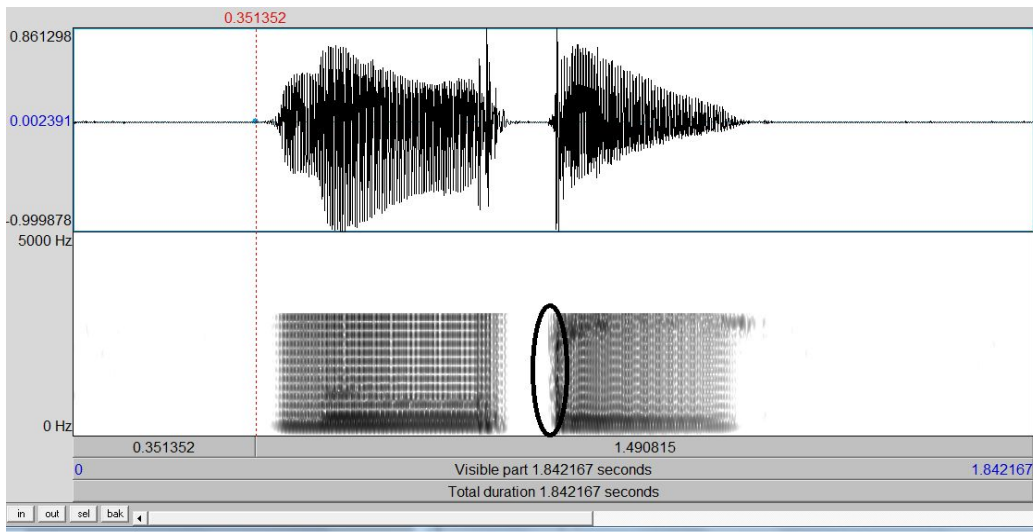 0.351352
0.861298
0.002391
-0.999878
5000 Hz
0 Hz
0.351352 1.490815
0 Visible part 1.842167 seconds 1.842167
Total duration 1.842167 seconds
in out sel bak